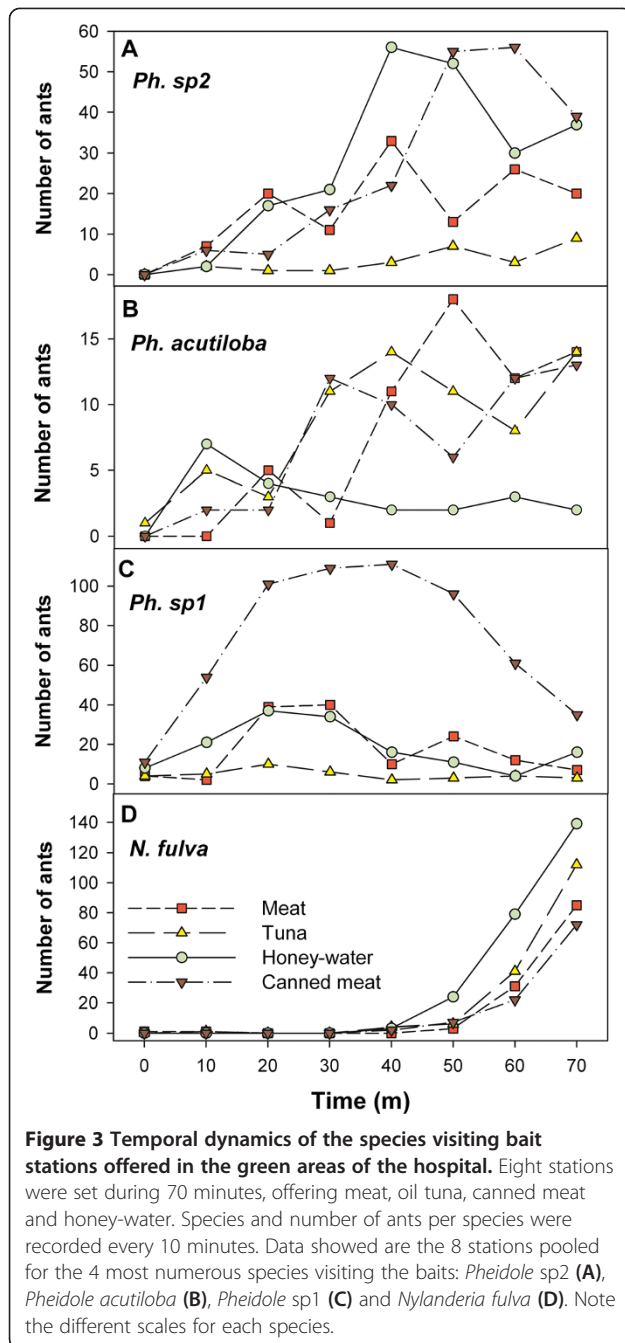 60
50
40
30
20
10
0
Number of ants
A
Ph. sp2
15
10
5
0
Number of ants
B
Ph. acutiloba
100
80
60
40
20
0
Number of ants
C
Ph. sp1
140
120
100
80
60
40
20
0
Number of ants
D
N. fulva
Meat
Tuna
Honey-water
Canned meat
0 10 20 30 40 50 60 70
Time (m)
Figure 3 Temporal dynamics of the species visiting bait
stations offered in the green areas of the hospital. Eight stations
were set during 70 minutes, offering meat, oil tuna, canned meat
and honey-water. Species and number of ants per species were
recorded every 10 minutes. Data showed are the 8 stations pooled
for the 4 most numerous species visiting the baits: Pheidole sp2 (A),
Pheidole acutiloba (B), Pheidole sp1 (C) and Nylanderia fulva (D). Note
the different scales for each species.